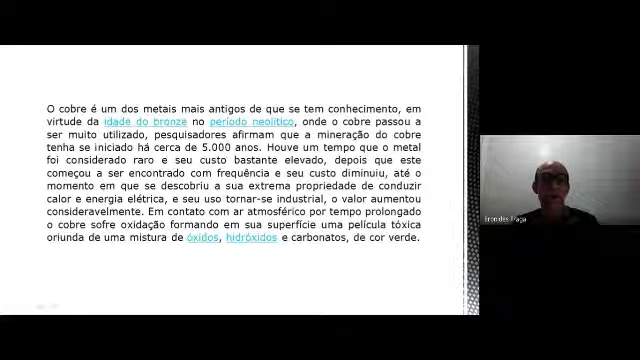 O cobre é um dos metais mais antigos de que se tem conhecimento, em
virtude da idade do bronze no período neolítico, onde o cobre passou a
ser muito utilizado, pesquisadores afirmam que a mineração do cobre
tenha se iniciado há cerca de 5.000 anos. Houve um tempo que o metal
foi considerado raro e seu custo bastante elevado, depois que este
começou a ser encontrado com frequência e seu custo diminuiu, até o
momento em que se descobriu a sua extrema propriedade de conduzir
calor e energia elétrica, e seu uso tornar-se industrial, o valor aumentou
consideravelmente. Em contato com ar atmosférico por tempo prolongado
o cobre sofre oxidação formando em sua superfície uma película tóxica
oriunda de uma mistura de óxidos, hidróxidos e carbonatos, de cor verde.
Eronides Braga